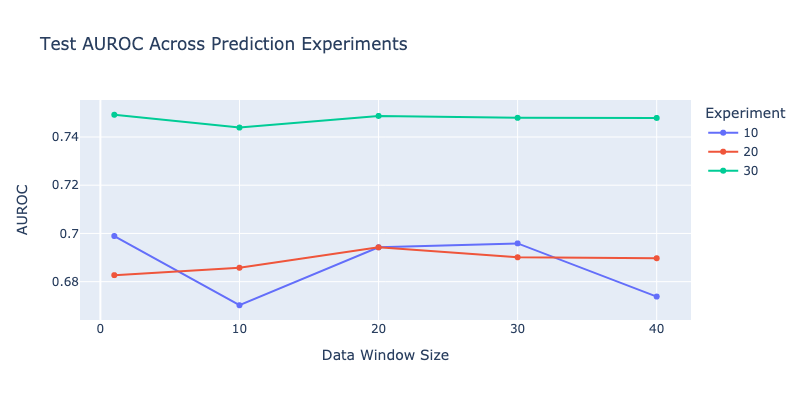 Test AUROC Across Prediction Experiments
Experiment
10
20
30
AUROC
0.74
0.72
0.7
0.68
0 10 20 30 40
Data Window Size